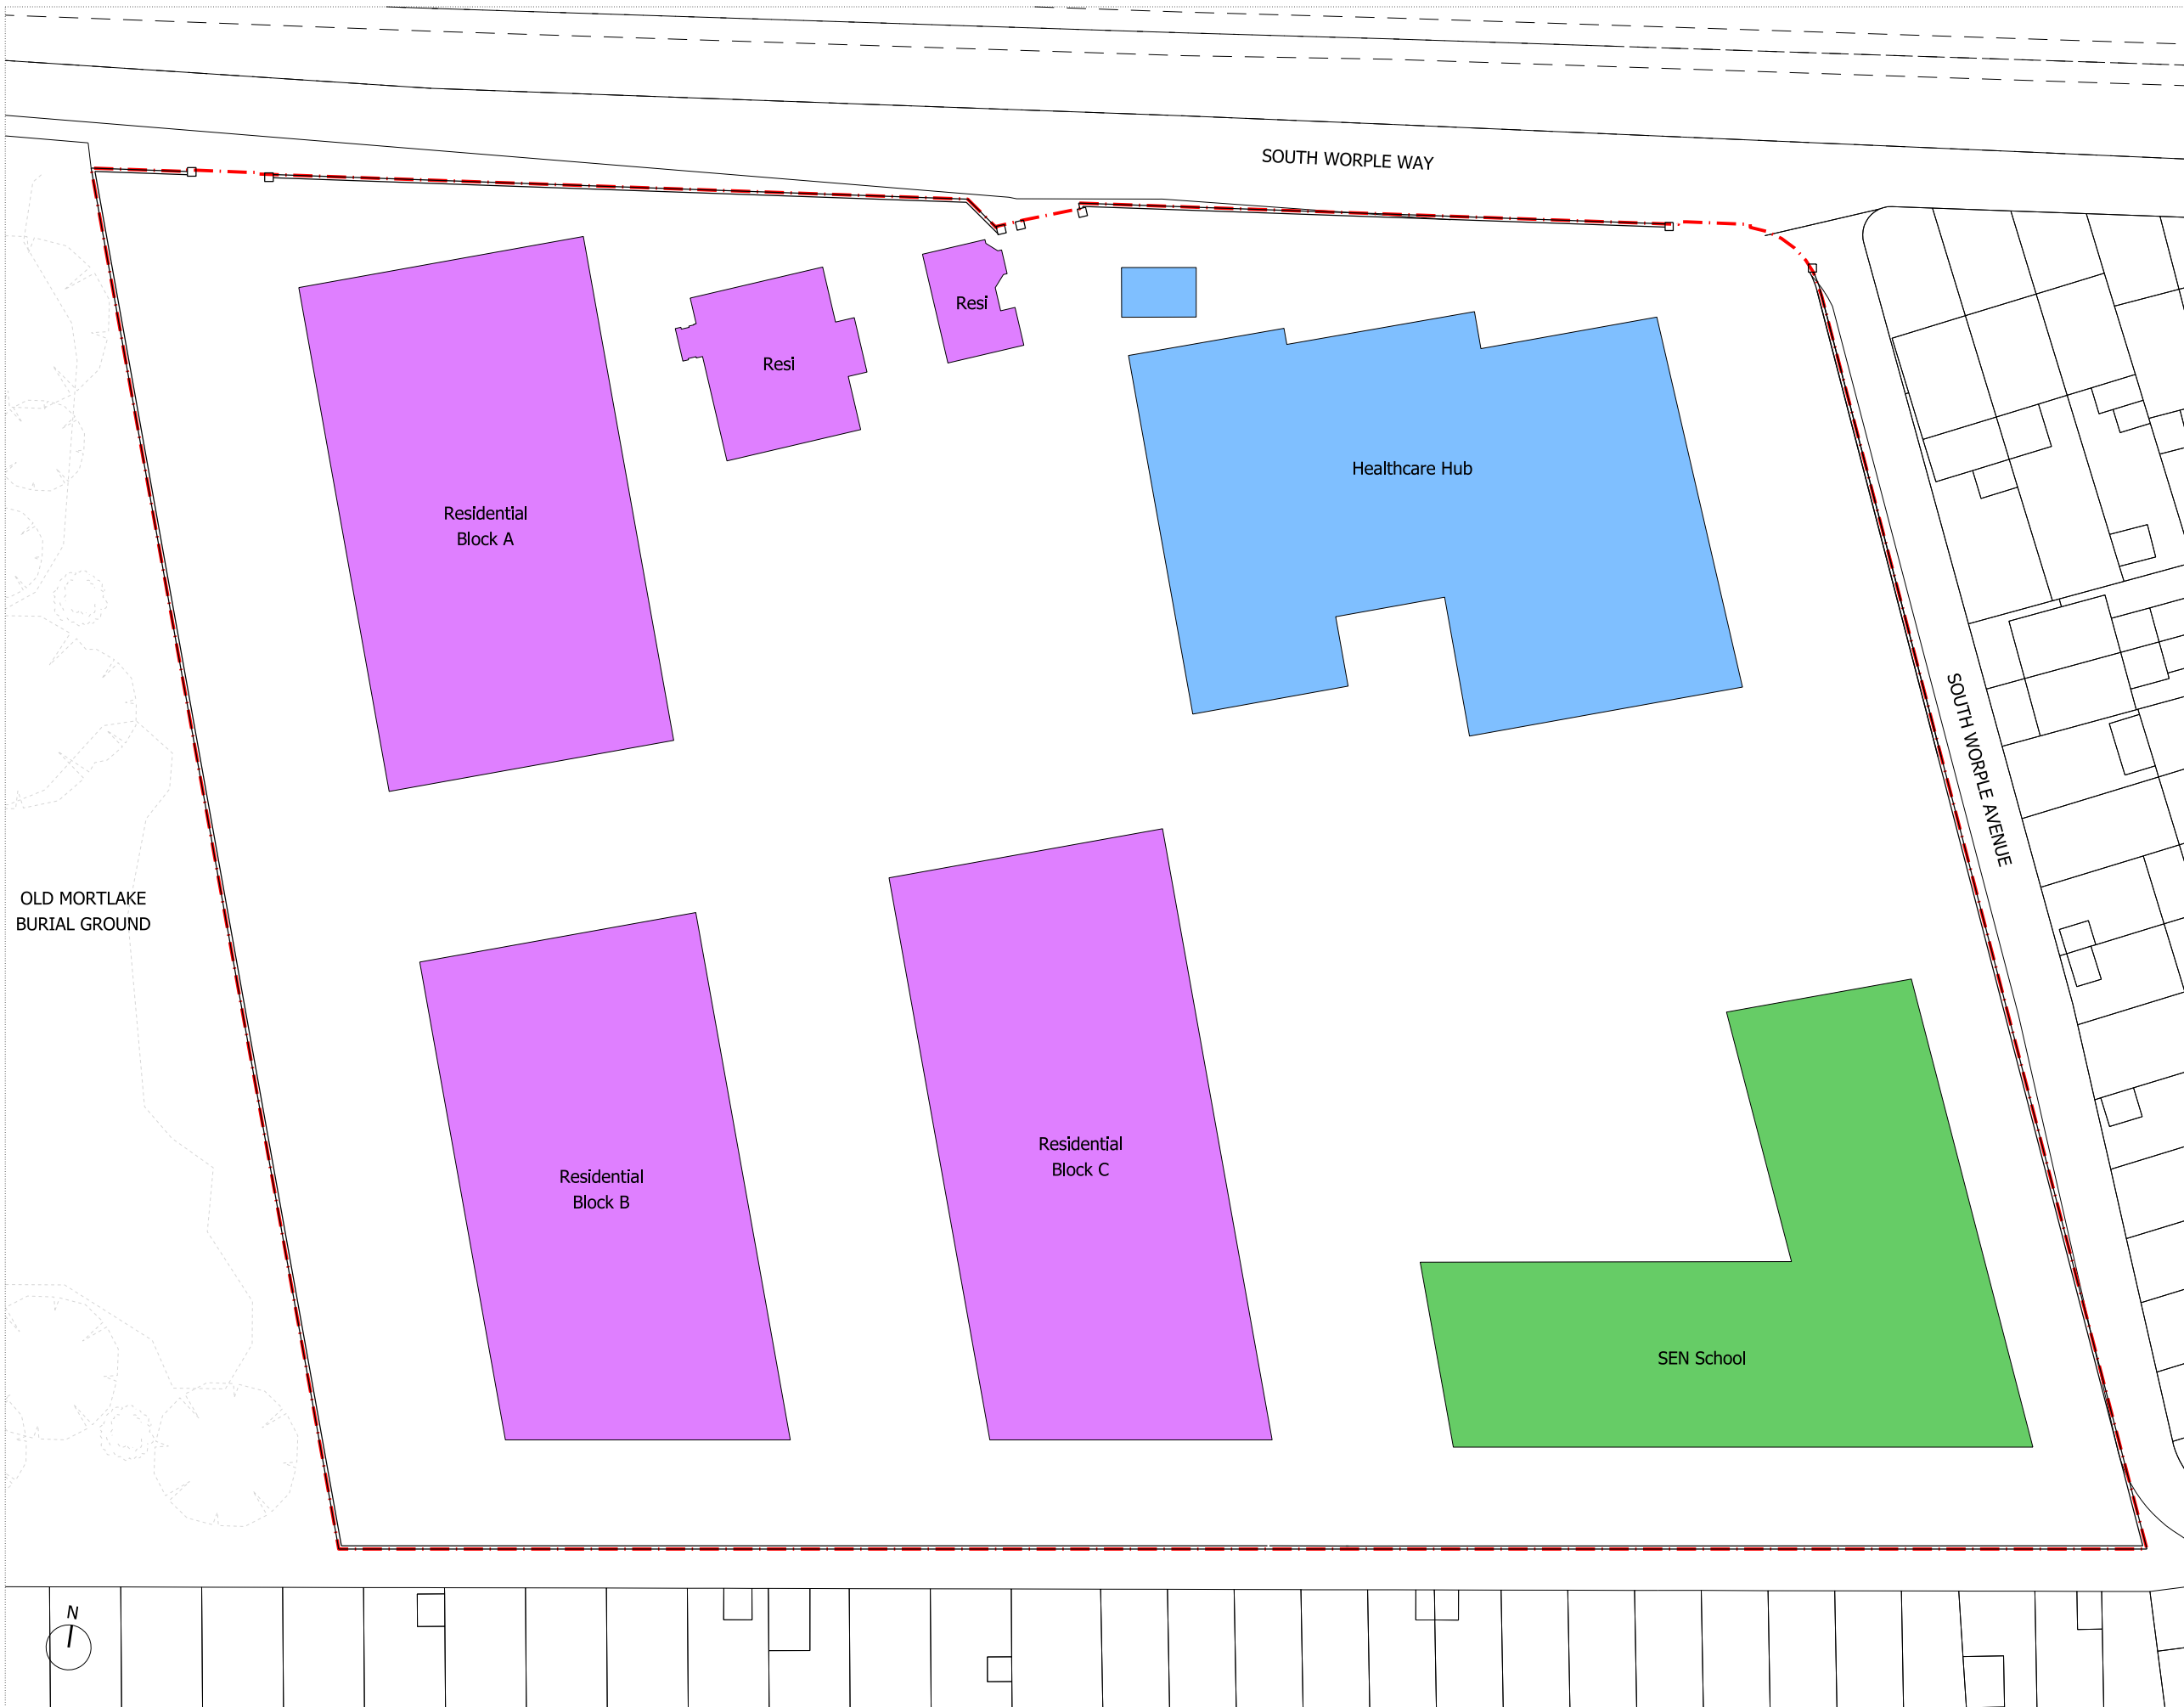 SOUTH WORPLE WAY
Resi
Resi
Healthcare Hub
Residential
Block A
SOUTH WORPLE AVENUE
OLD MORTLAKE
BURIAL GROUND
Residential
Block C
Residential
Block B
SEN School
N